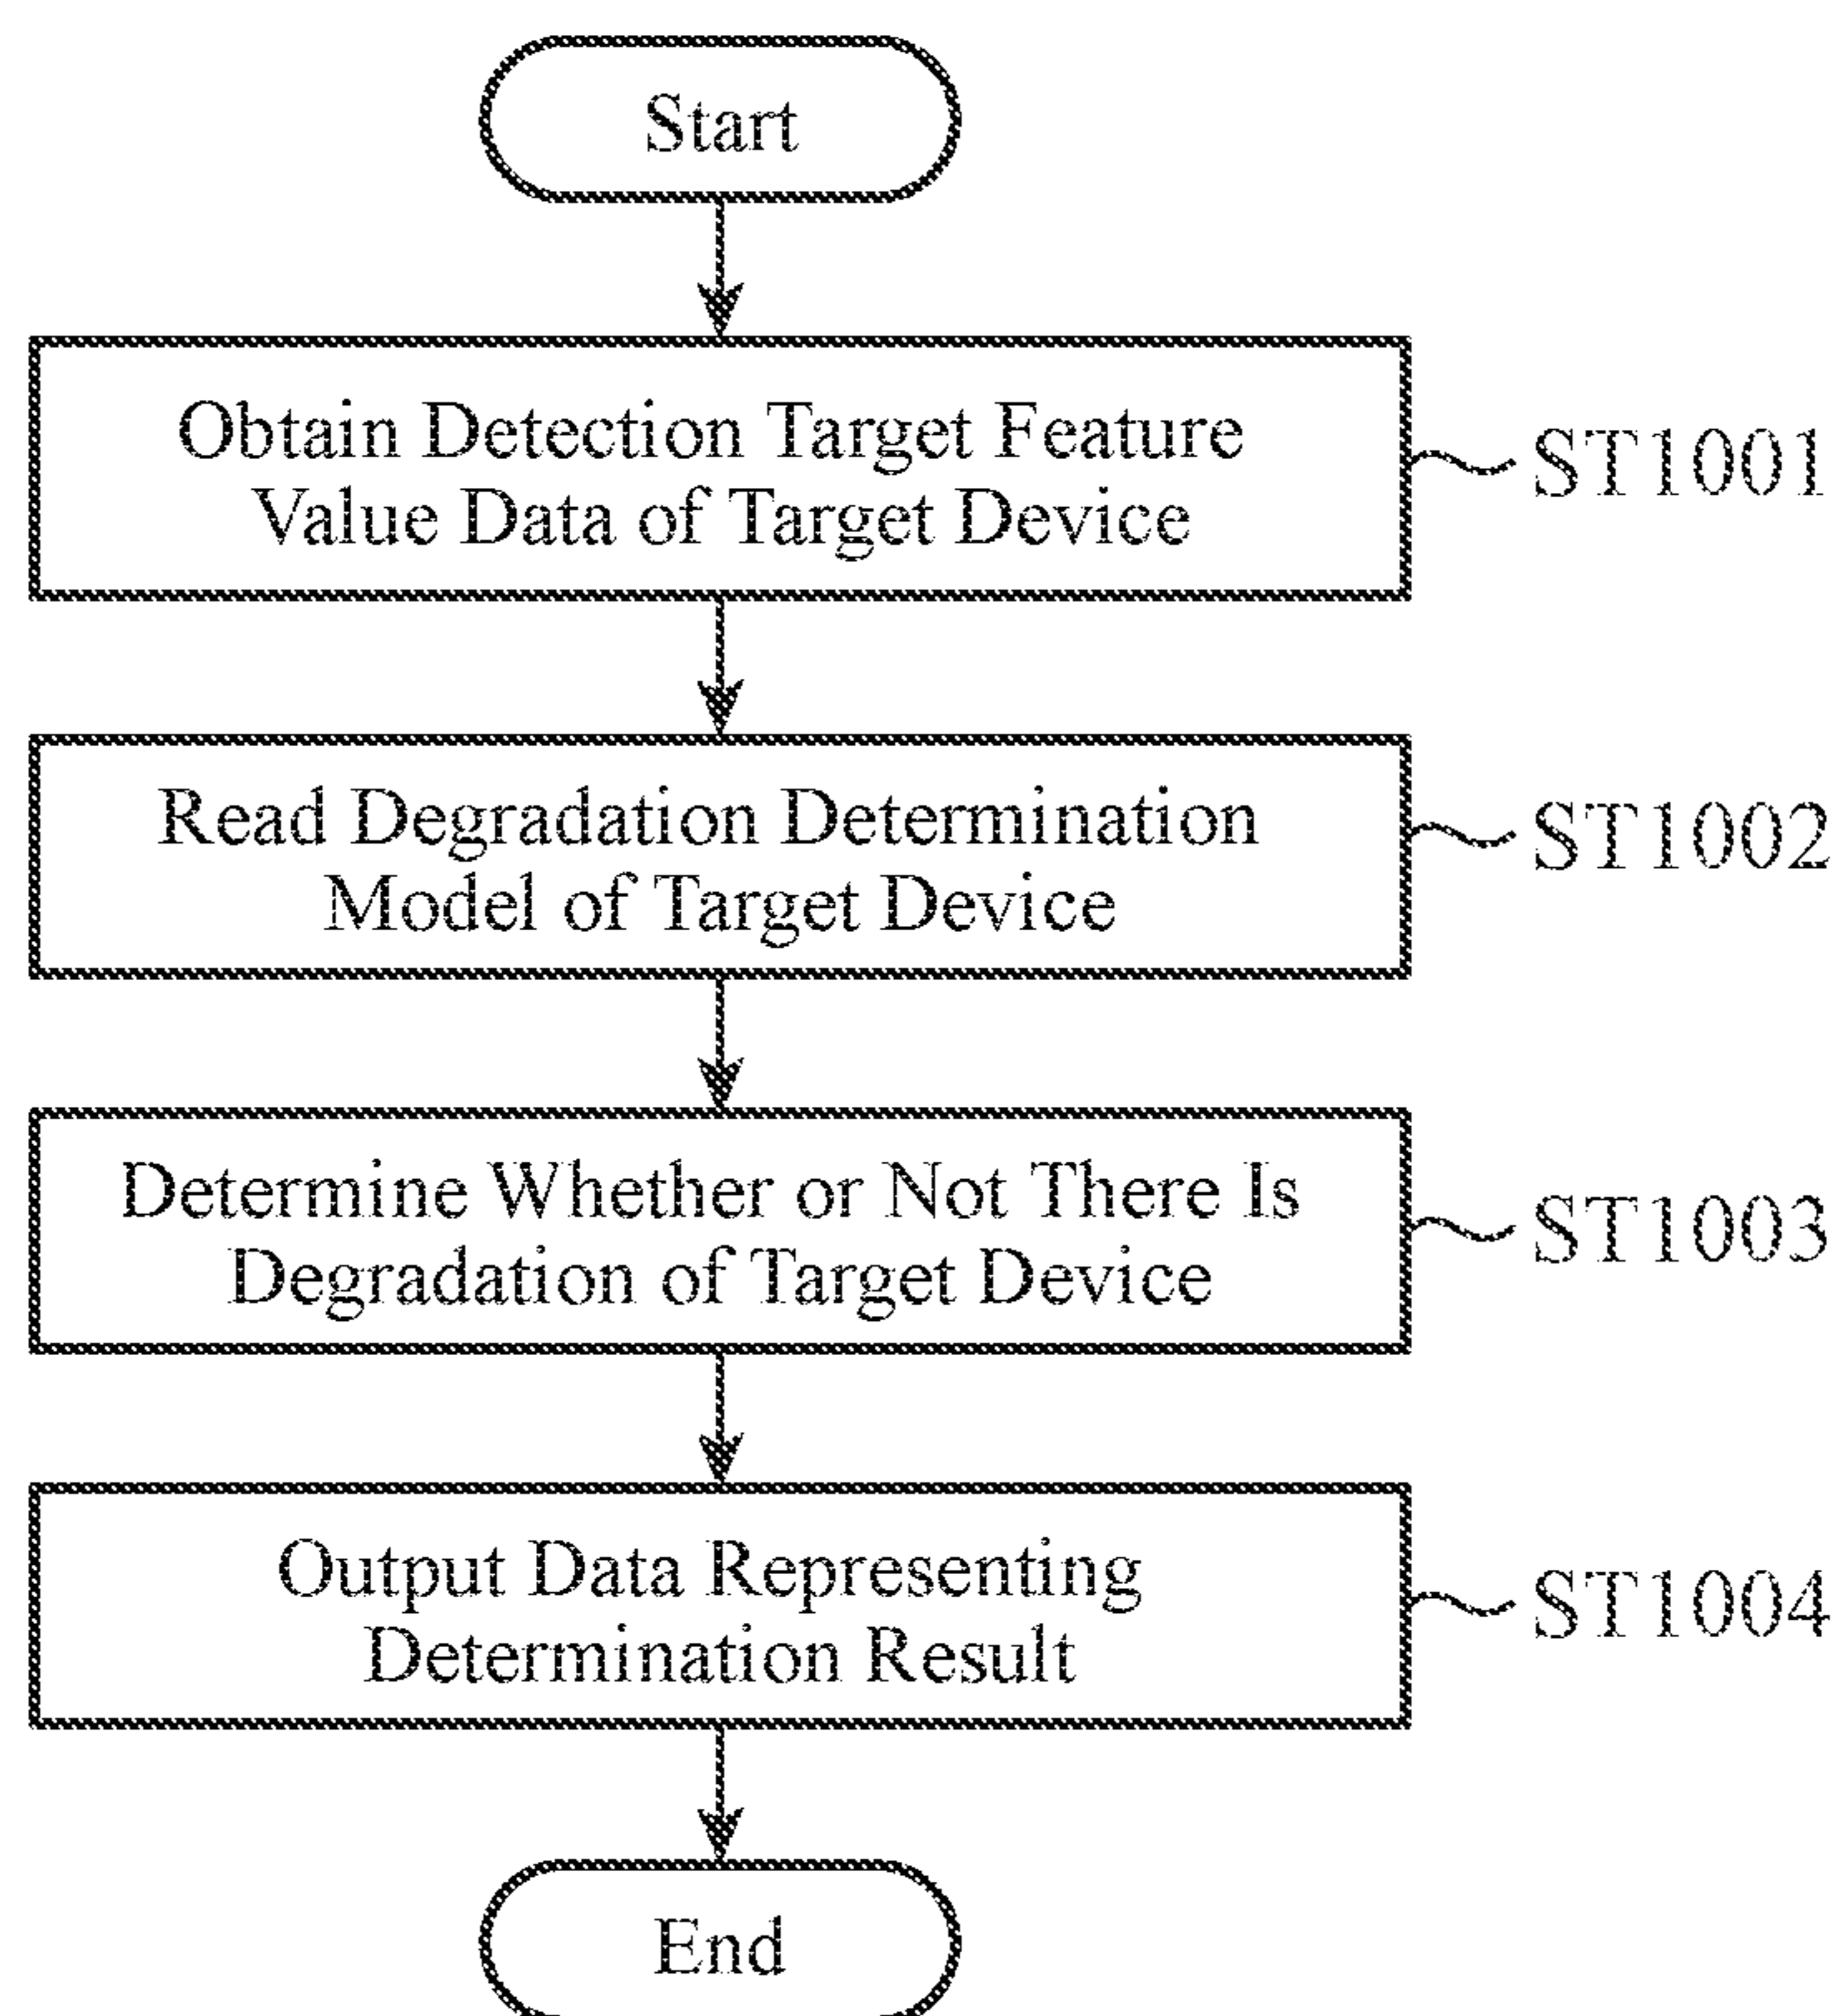 Start
Obtain Detection Target Feature
Value Data of Target Device
ST1001
Read Degradation Determination
Model of Target Device
ST1002
Determine Whether or Not There Is
Degradation of Target Device
ST1003
Output Data Representing
Determination Result
ST1004
End